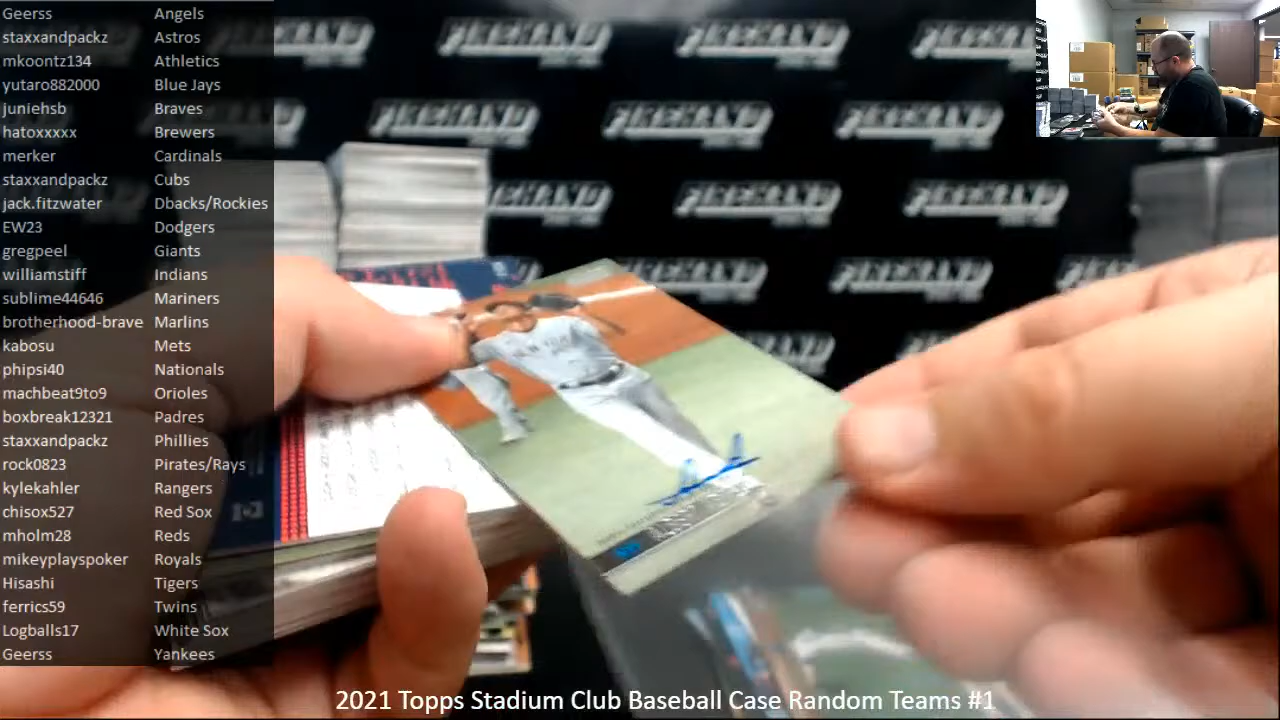 Geerss Angels
staxxandpackz Astros
mkoontz134 Athletics
yutaro882000 Blue Jays
juniehsb Braves
hatoxxxxx Brewers
merker Cardinals
staxxandpackz Cubs
jack.fitzwater Dbacks/Rockies
EW23 Dodgers
gregpeel Giants
williamstiff Indians
sublime44646 Mariners
brotherhood-brave Marlins
kabosu Mets
phipsi40 Nationals
machbeat9to9 Orioles
boxbreak12321 Padres
staxxandpackz Phillies
rock0823 Pirates/Rays
kylekahler Rangers
chisox527 Red Sox
mholm28 Reds
mikeyplayspoker Royals
Hisashi Tigers
ferrics59 Twins
Logballs17 White Sox
Geerss Yankees
FIREHAND
NEW YORK
2021 Topps Stadium Club Baseball Case Random Teams #1